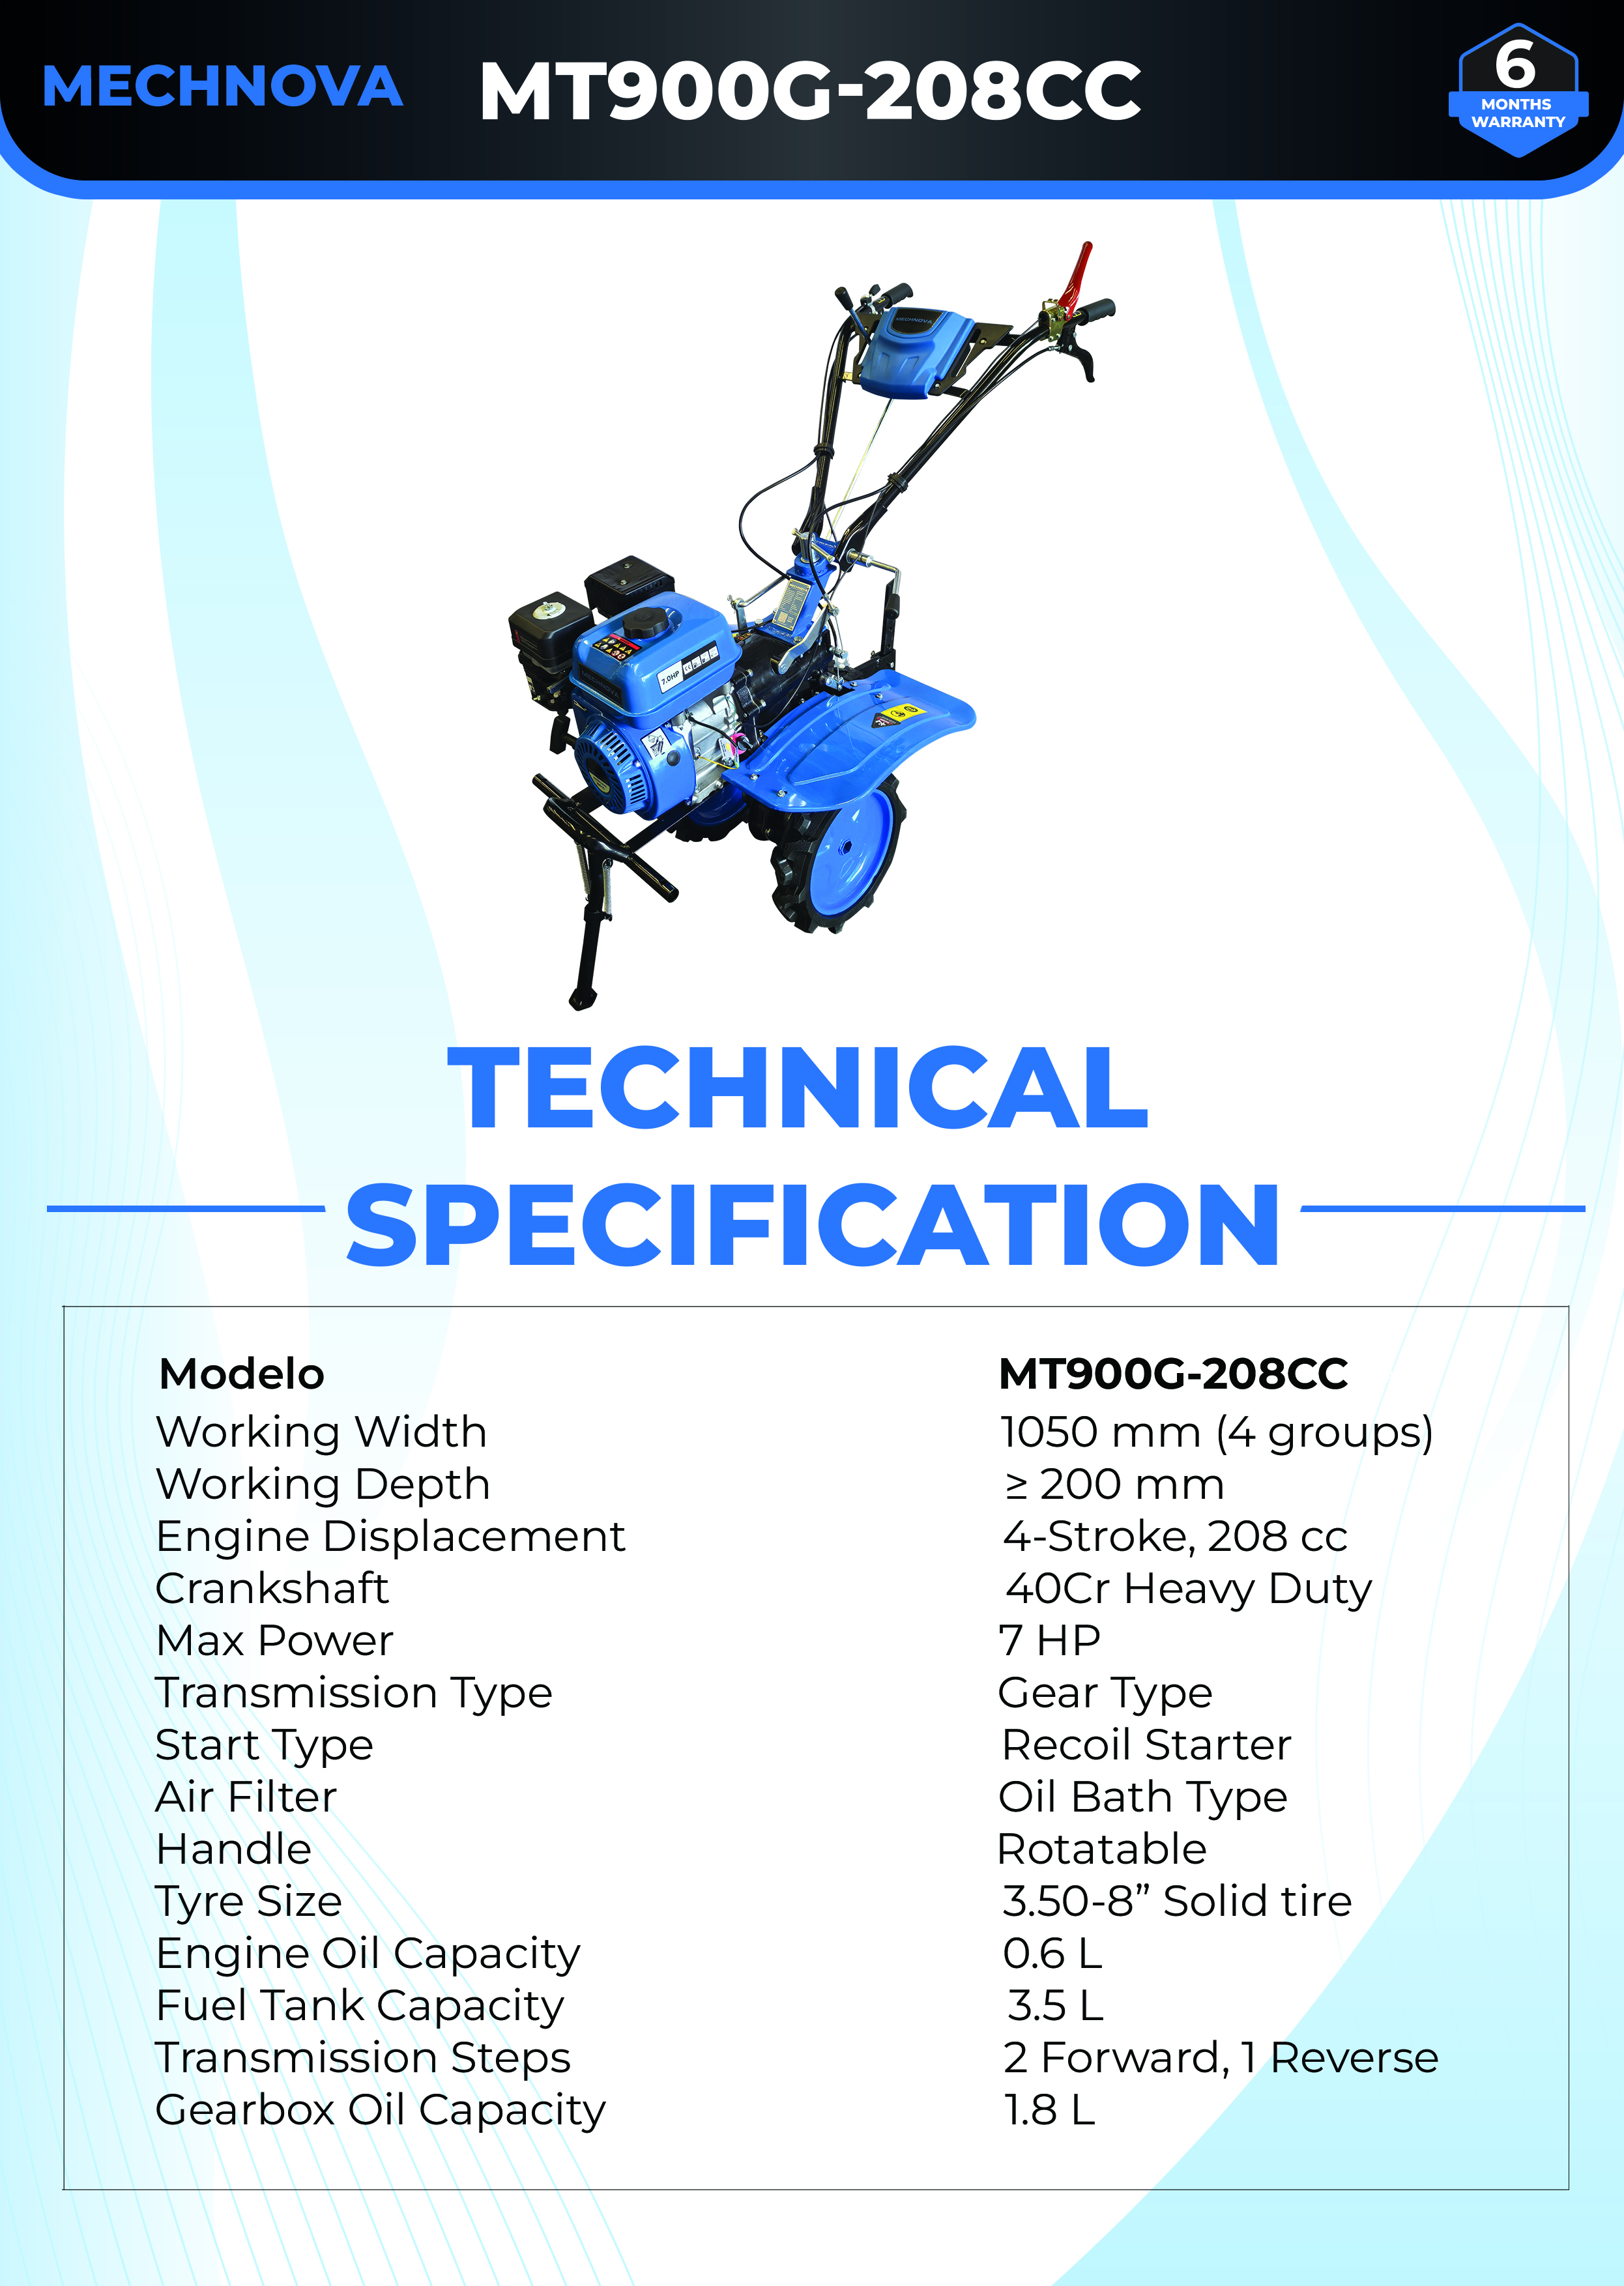 MECHNOVA MT900G-208CC
6
MONTHS
WARRANTY
MECHNOVA
7.0HP
TECHNICAL
SPECIFICATION
Modelo MT900G-208CC
Working Width 1050 mm (4 groups)
Working Depth ≥ 200 mm
Engine Displacement 4-Stroke, 208 cc
Crankshaft 40Cr Heavy Duty
Max Power 7 HP
Transmission Type Gear Type
Start Type Recoil Starter
Air Filter Oil Bath Type
Handle Rotatable
Tyre Size 3.50-8” Solid tire
Engine Oil Capacity 0.6 L
Fuel Tank Capacity 3.5 L
Transmission Steps 2 Forward, 1 Reverse
Gearbox Oil Capacity 1.8 L